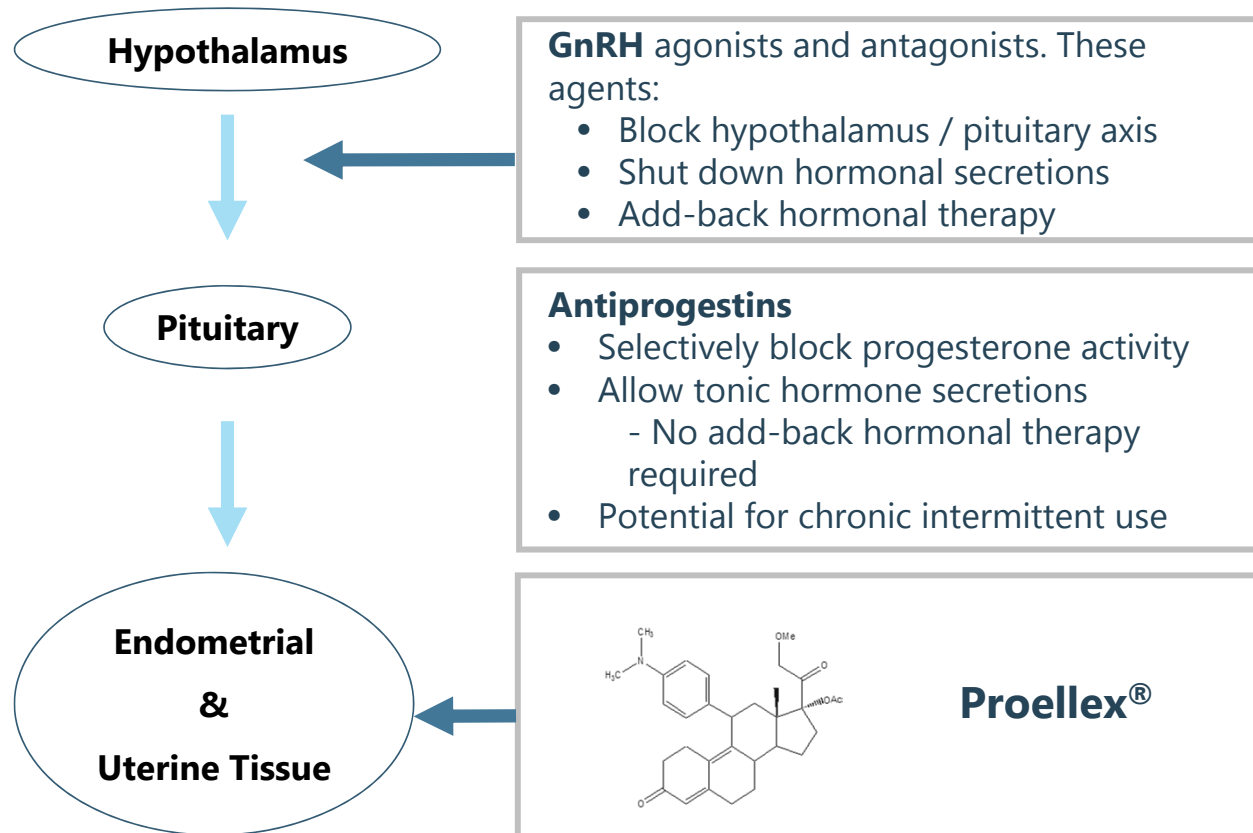 Hypothalamus
GnRH agonists and antagonists. These
agents:
• Block hypothalamus / pituitary axis
• Shut down hormonal secretions
• Add-back hormonal therapy
Pituitary
Antiprogestins
• Selectively block progesterone activity
• Allow tonic hormone secretions
- No add-back hormonal therapy
required
• Potential for chronic intermittent use
Endometrial
&
Uterine Tissue
CH₃
N
H₃C
OMe
O
OAc
O
Proellex®